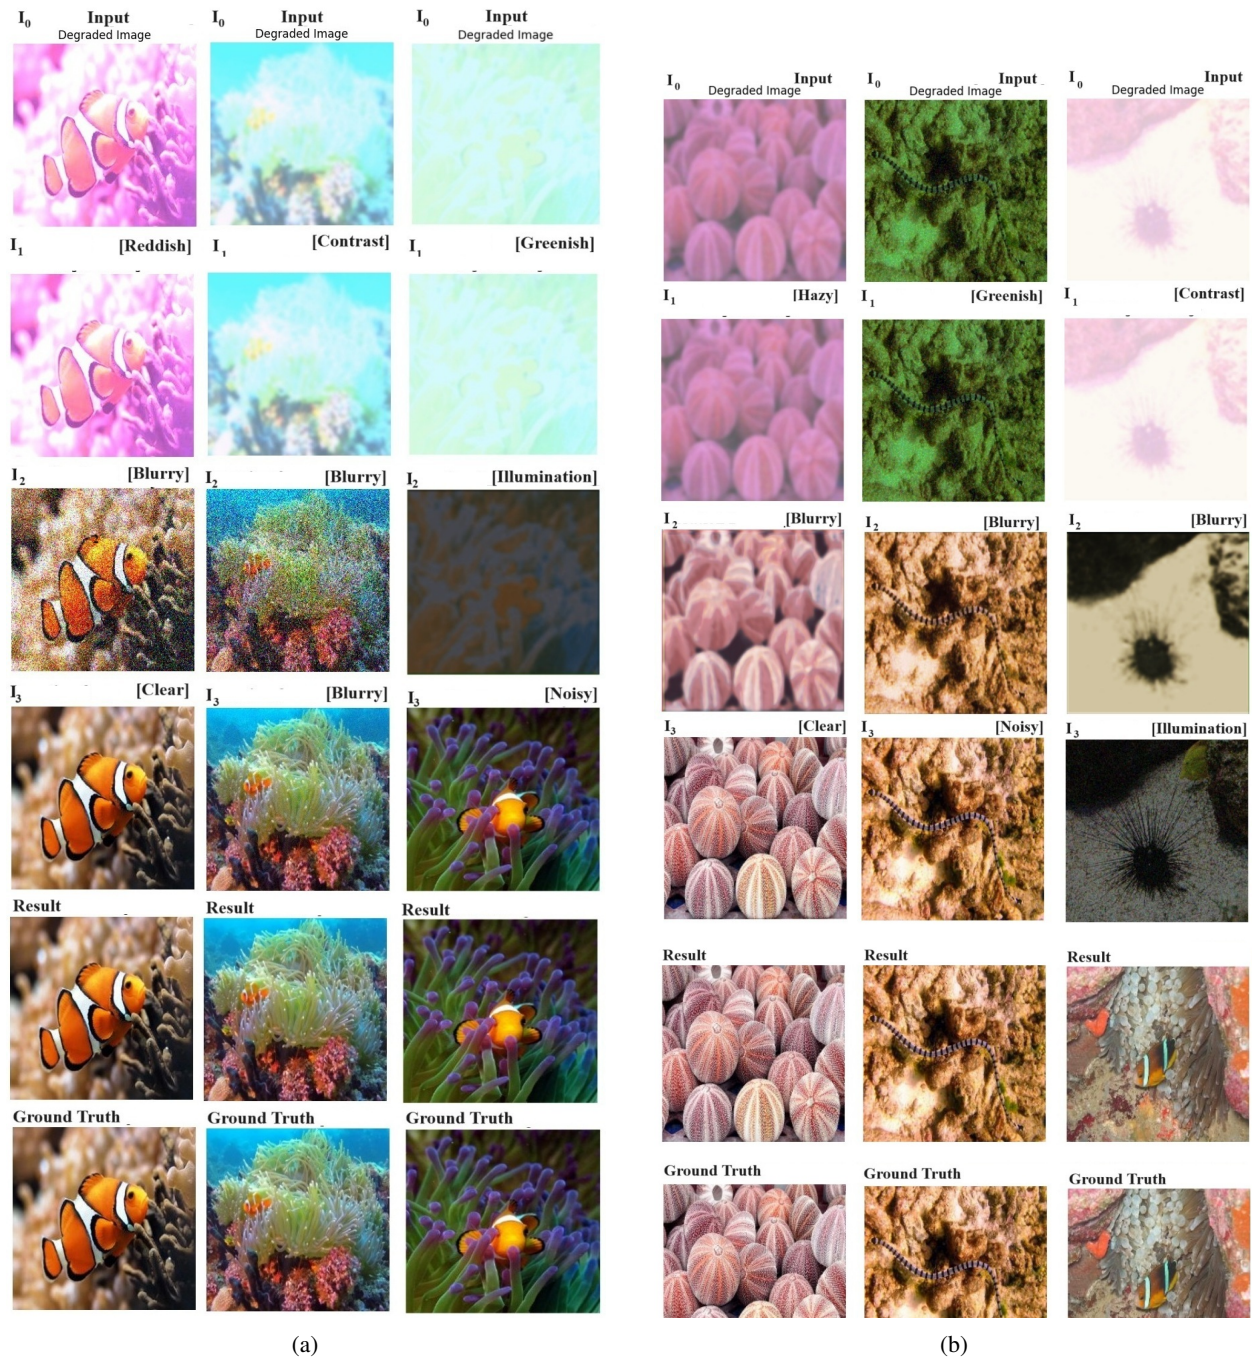 I0 Input I0 Input I0 Input
Degraded Image Degraded Image Degraded Image
I1 [Reddish] I1 [Contrast] I1 [Greenish]
I2 [Blurry] I2 [Blurry] I2 [Illumination]
I3 [Clear] I3 [Blurry] I3 [Noisy]
Result Result Result
Ground Truth Ground Truth Ground Truth
(a)
I0 Input I0 Input I0 Input
Degraded Image Degraded Image Degraded Image
I1 [Hazy] I1 [Greenish] I1 [Contrast]
I2 [Blurry] I2 [Blurry] I2 [Blurry]
I3 [Clear] I3 [Noisy] I3 [Illumination]
Result Result Result
Ground Truth Ground Truth Ground Truth
(b)